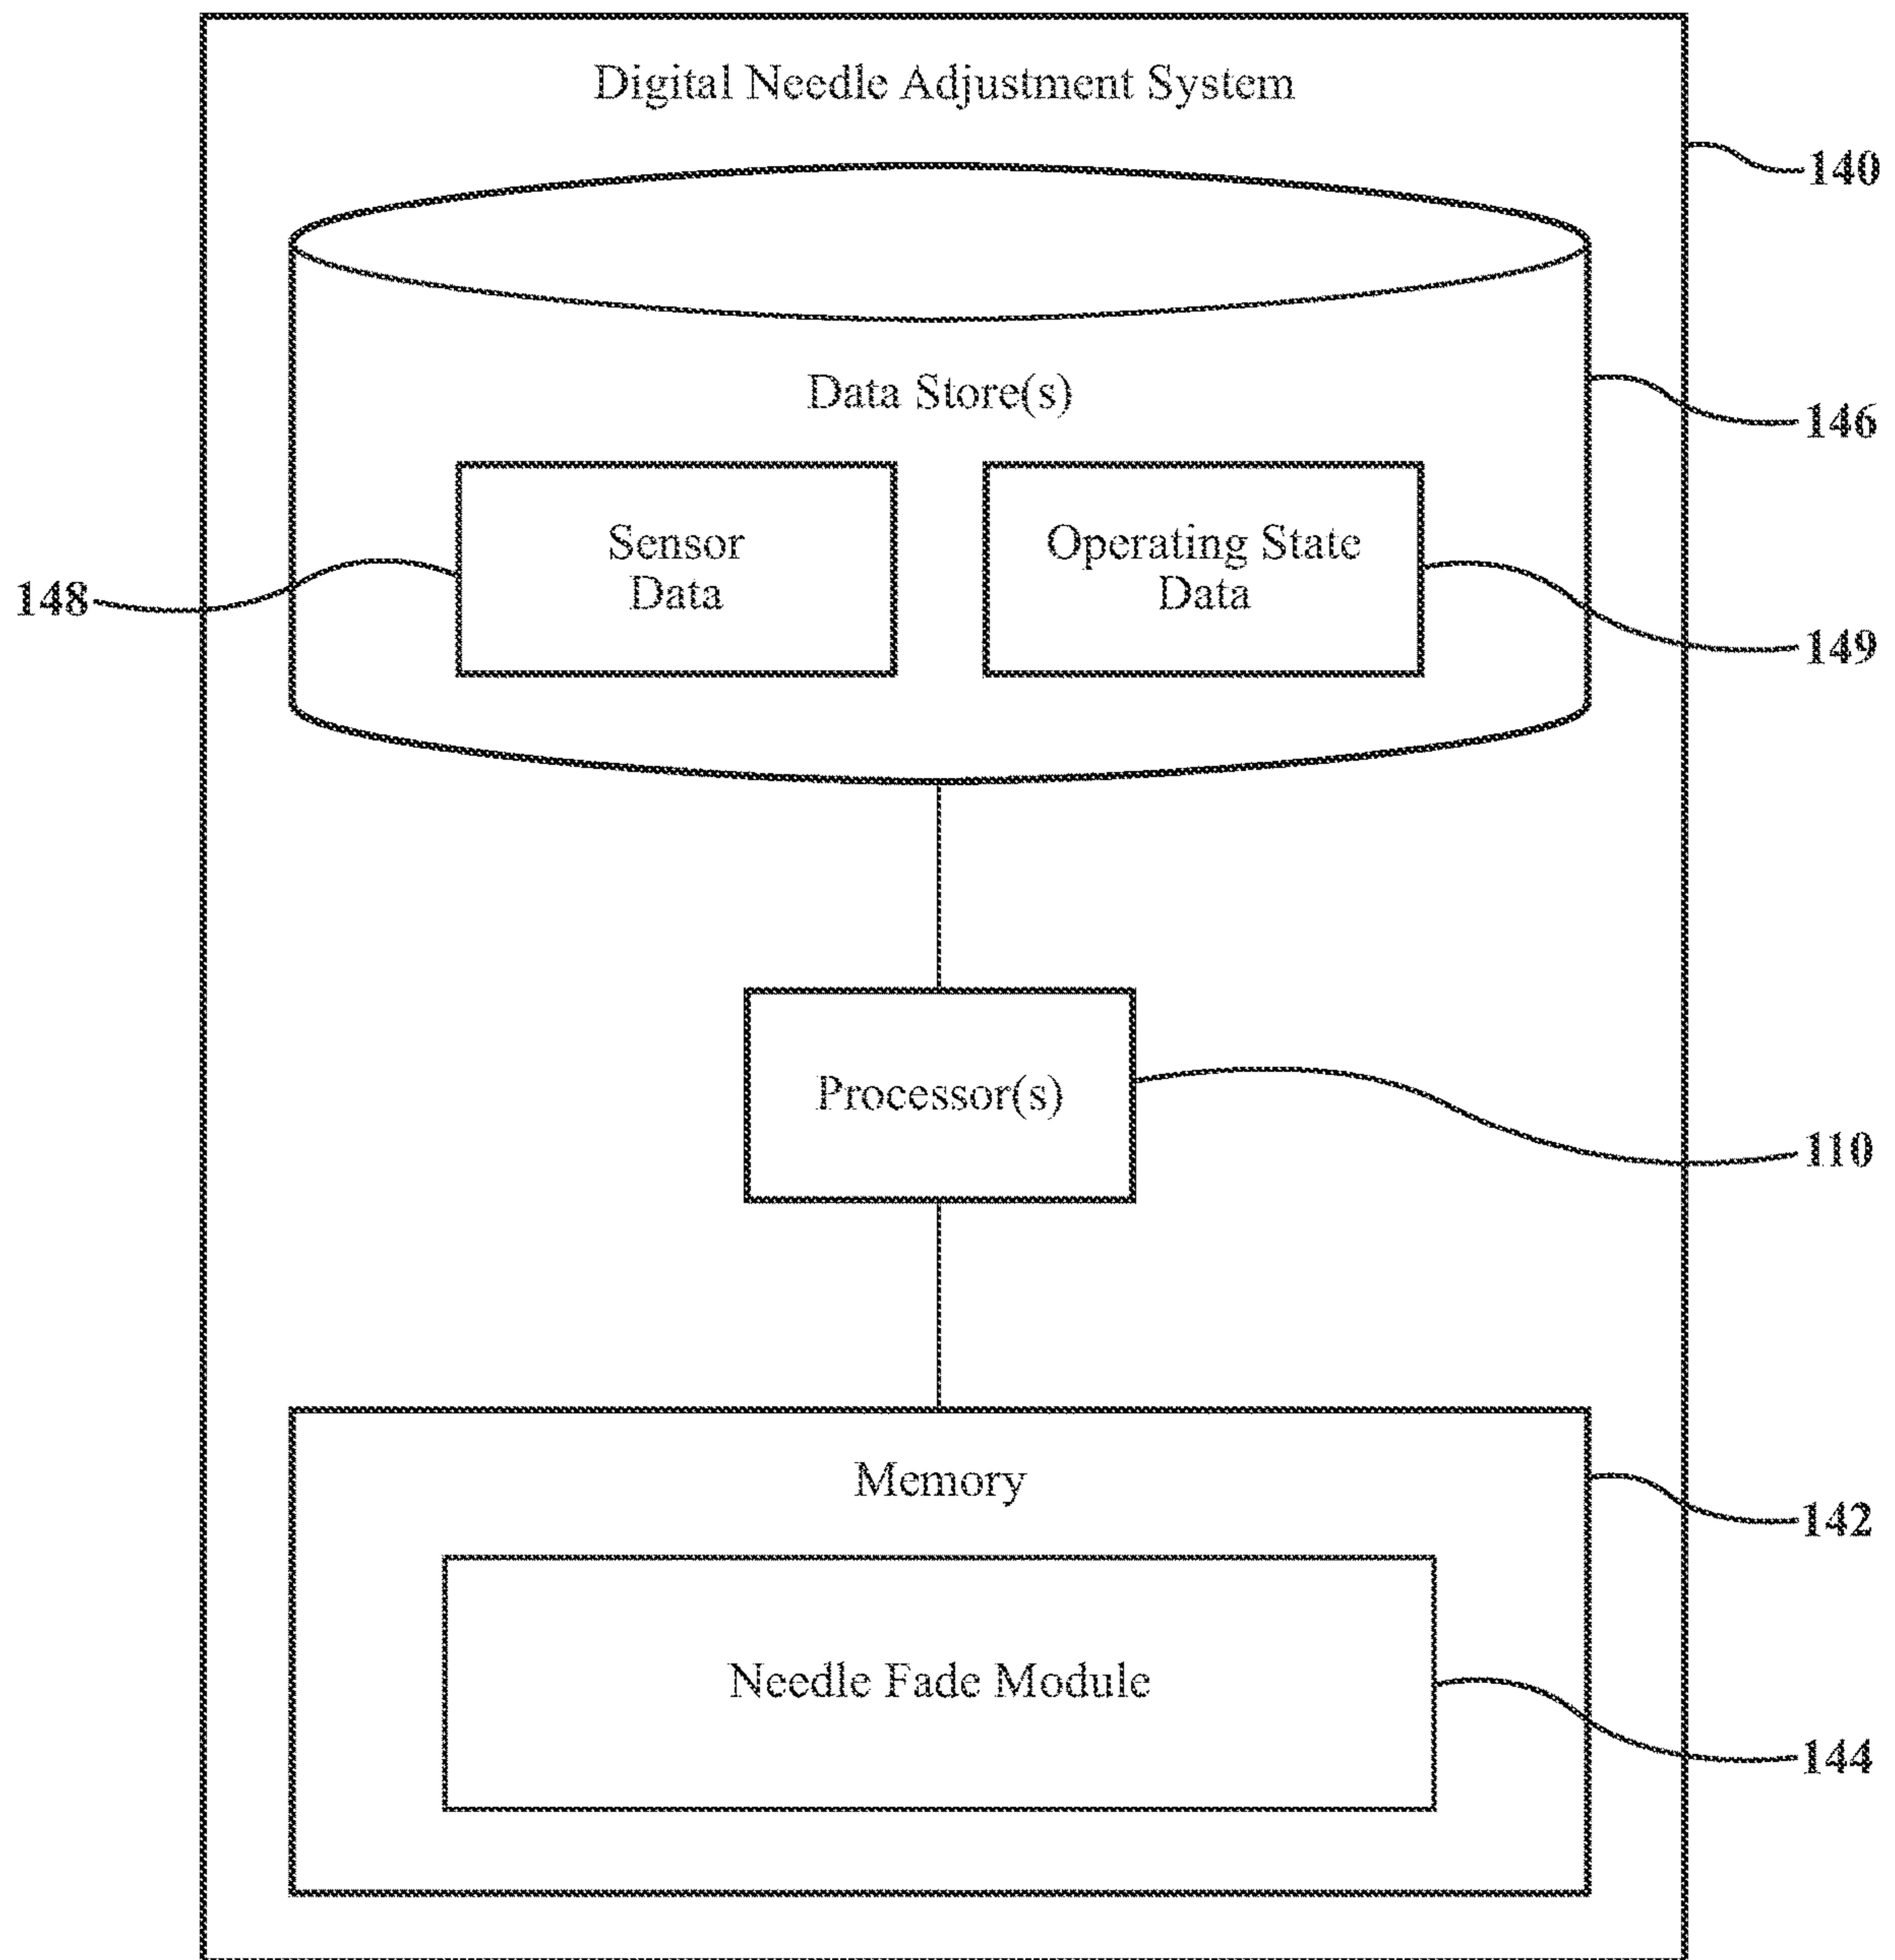 Digital Needle Adjustment System
140
Data Store(s)
146
Sensor
Data
Operating State
Data
148
149
Processor(s)
110
Memory
142
Needle Fade Module
144